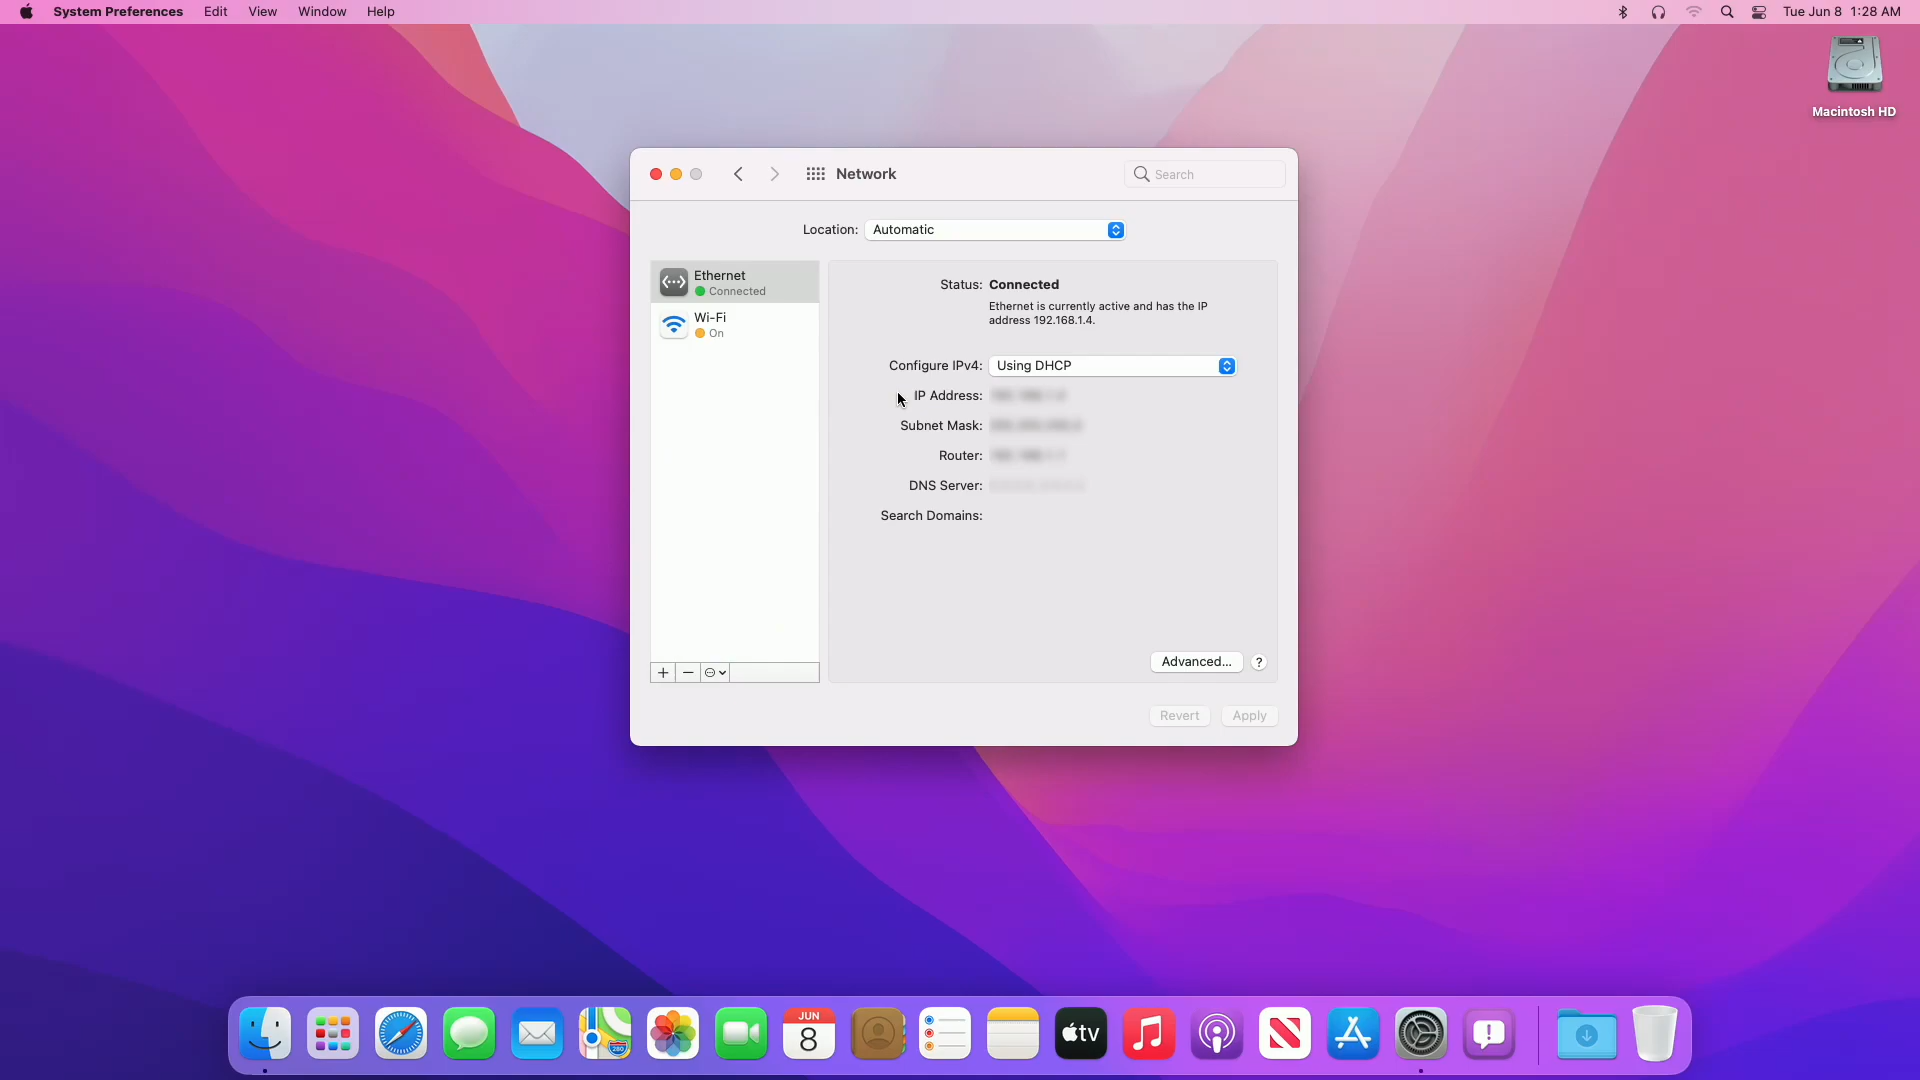 System Preferences Edit View Window Help Tue Jun 8 1:28 AM
Macintosh HD
Network
Search
Location: Automatic
Ethernet
Connected
Wi-Fi
On
Status: Connected
Ethernet is currently active and has the IP
address 192.168.1.4.
Configure IPv4: Using DHCP
IP Address:
Subnet Mask:
Router:
DNS Server:
Search Domains:
Advanced... ?
Revert Apply
JUN
8
280
tv